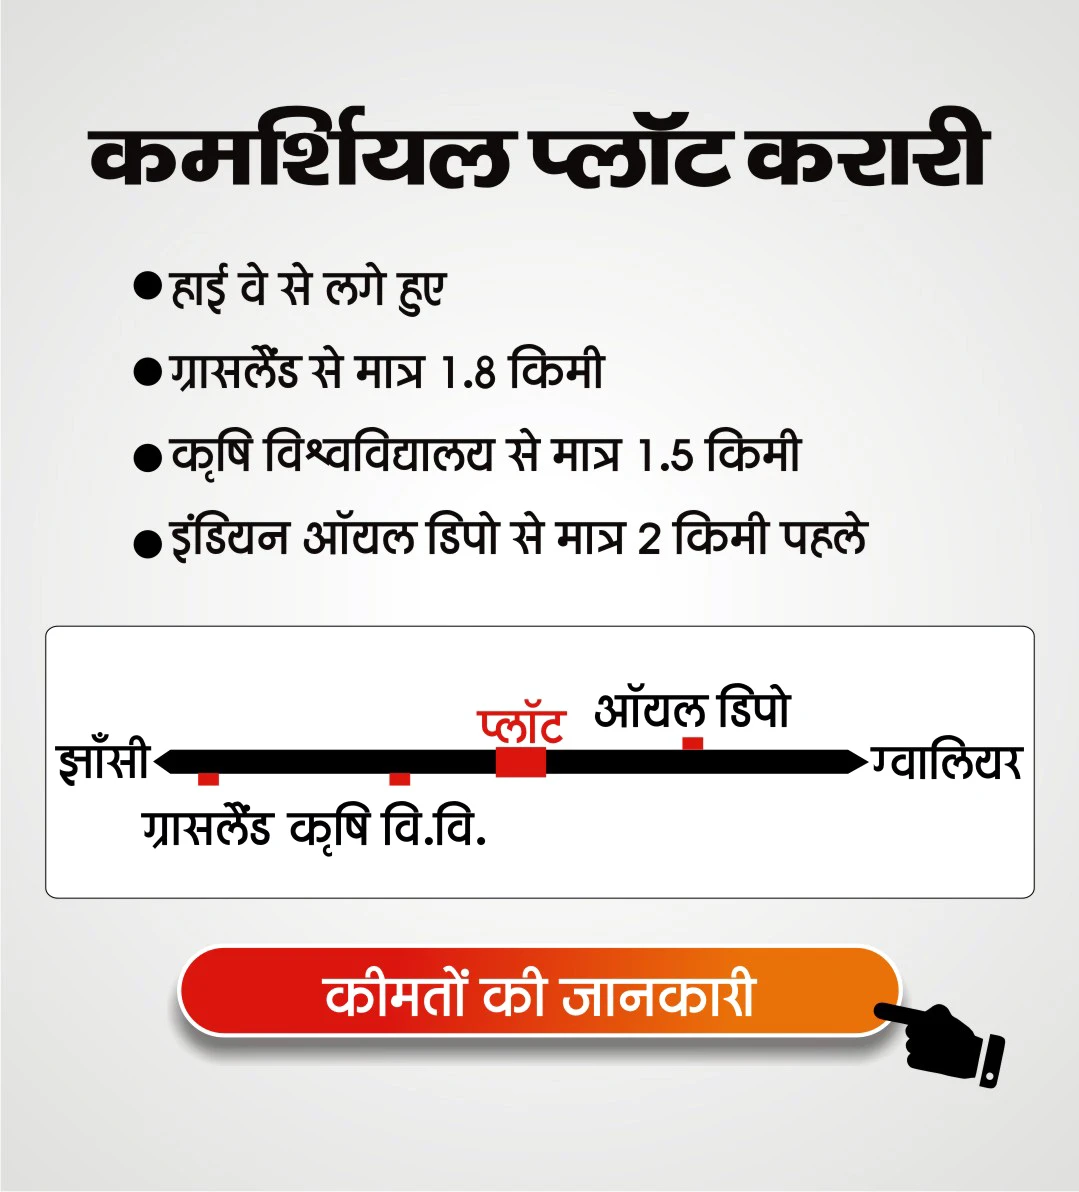 कमर्शियल प्लॉट करारी
● हाई वे से लगे हुए
● ग्रासलैंड से मात्र 1.8 किमी
● कृषि विश्वविद्यालय से मात्र 1.5 किमी
● इंडियन ऑयल डिपो से मात्र 2 किमी पहले
प्लॉट ऑयल डिपो
झाँसी ग्वालियर
ग्रासलैंड कृषि वि.वि.
कीमतों की जानकारी